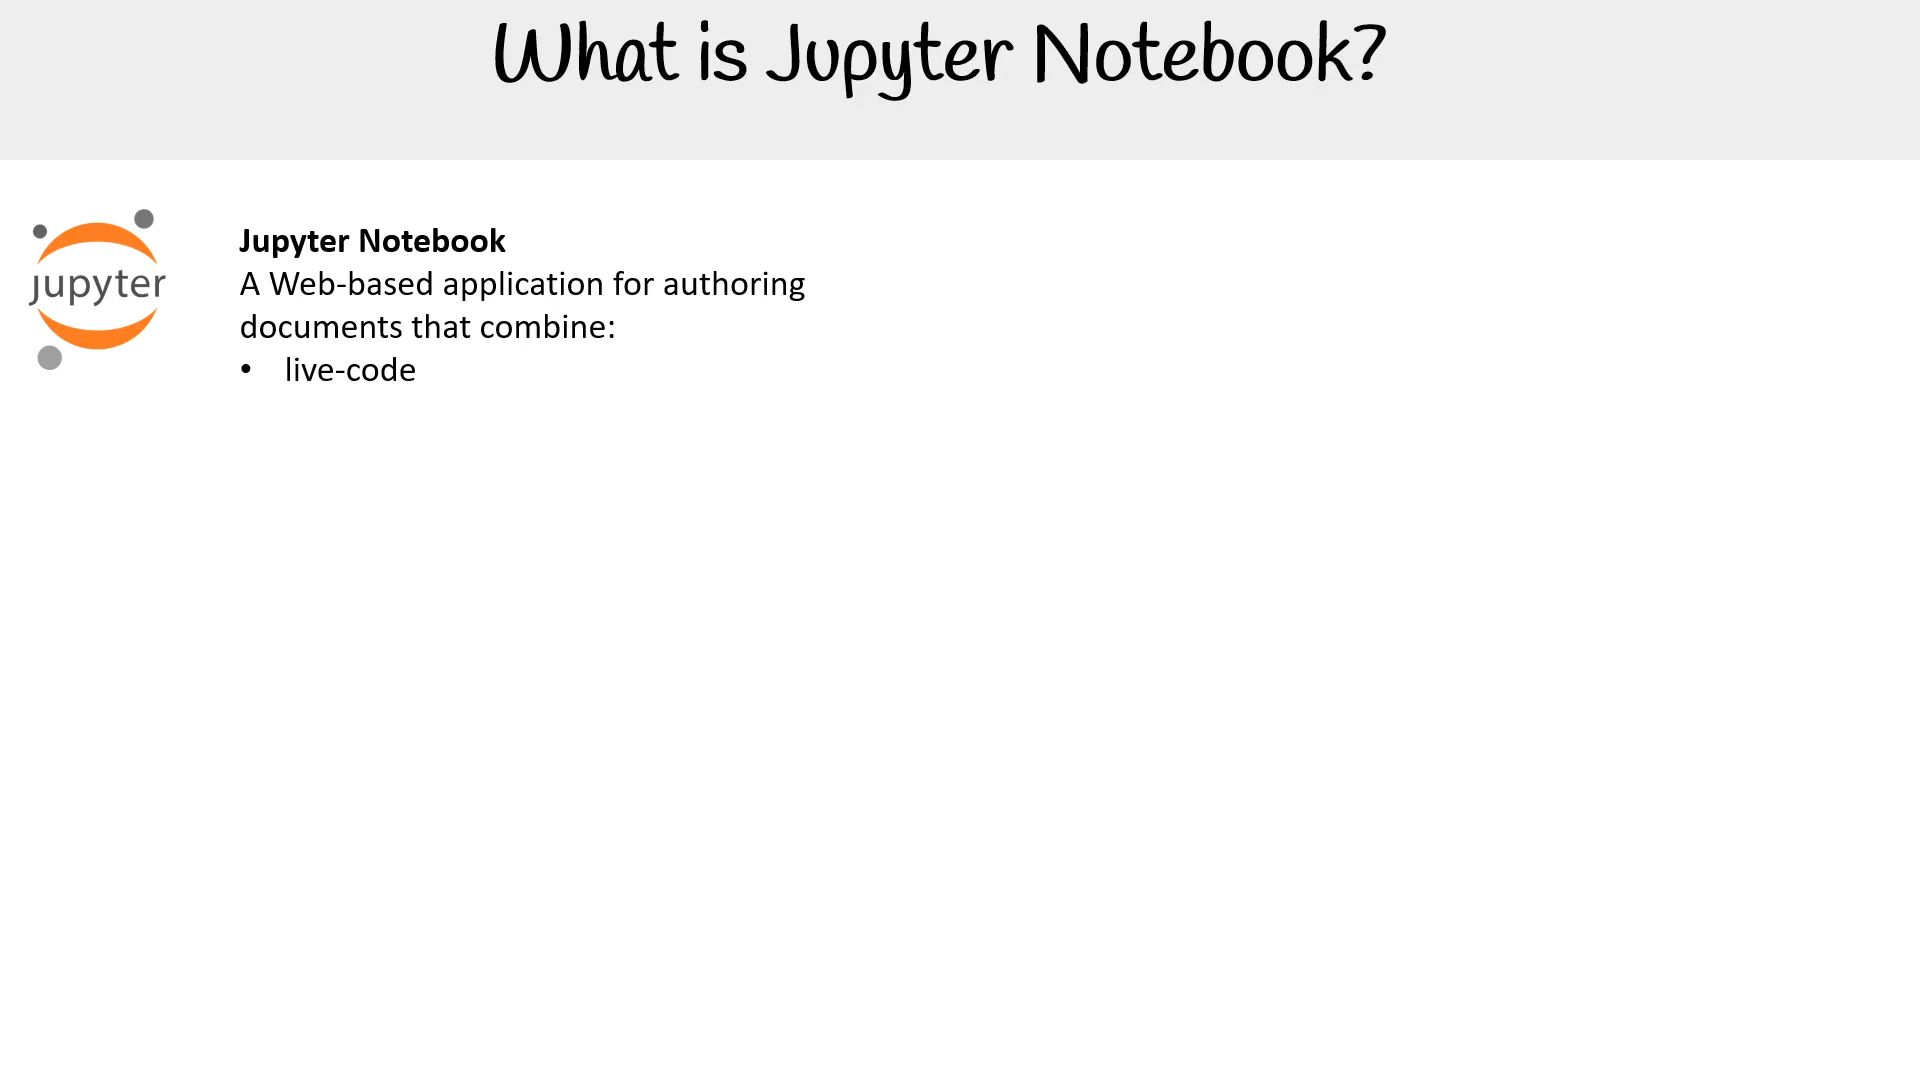 What is Jupyter Notebook?
jupyter
Jupyter Notebook
A Web-based application for authoring
documents that combine:
• live-code